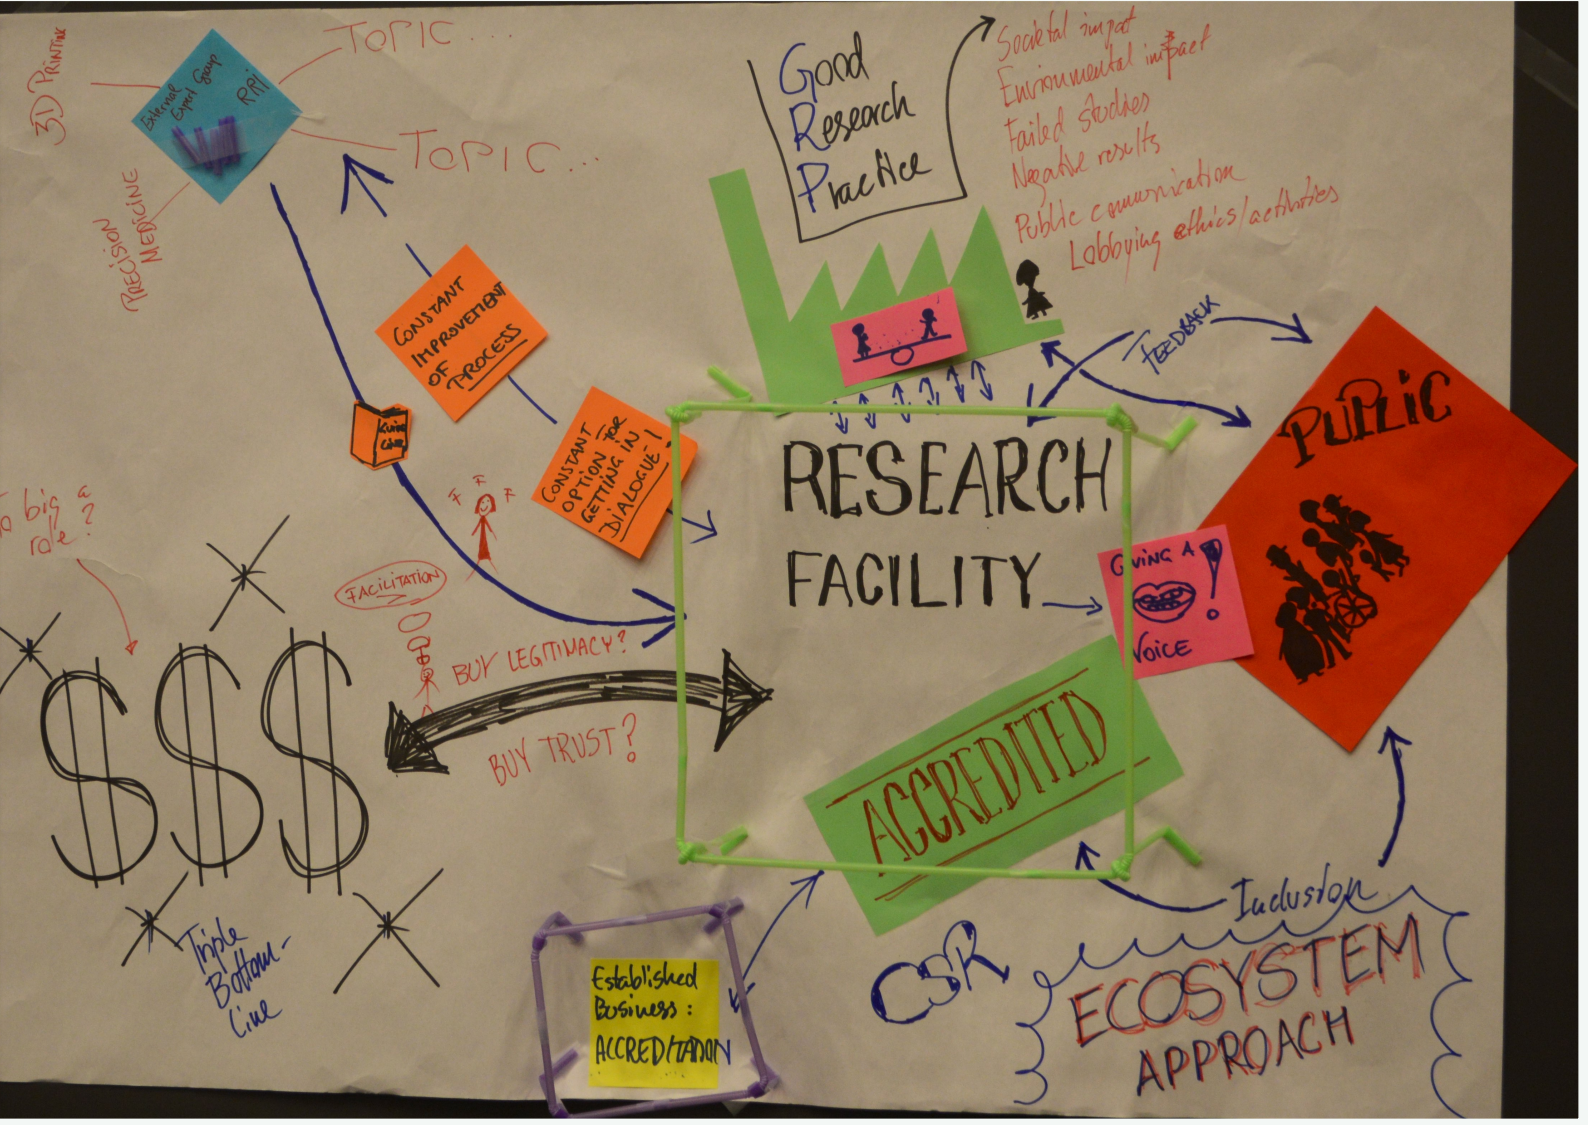 3D PRINTING
External
Expert Group
RRI
TOPIC...
TOPIC...
PRECISION
MEDICINE
Good
Research
Practice
Societal impact
Environmental impact
Failed studies
Negative results
Public communication
Lobbying ethics/activities
CONSTANT
IMPROVEMENT
OF PROCESS
CONSTANT
OPTION FOR
GETTING IN
DIALOGUE!
FEEDBACK
PUBLIC
RESEARCH
FACILITY
GIVING A
VOICE
big a
role?
FACILITATION
BUY LEGITIMACY?
BUY TRUST?
$$$
ACCREDITED
Triple
Bottom-
Line
Established
Business:
ACCREDITATION
CSR
Inclusion
ECOSYSTEM
APPROACH